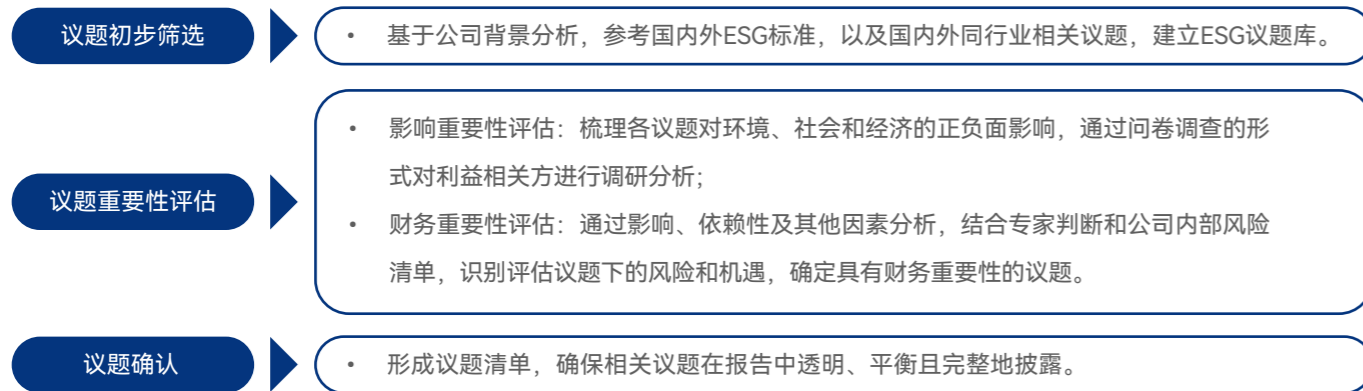 议题初步筛选
• 基于公司背景分析，参考国内外ESG标准，以及国内外同行业相关议题，建立ESG议题库。
议题重要性评估
• 影响重要性评估：梳理各议题对环境、社会和经济的正负面影响，通过问卷调查的形
式对利益相关方进行调研分析；
• 财务重要性评估：通过影响、依赖性及其他因素分析，结合专家判断和公司内部风险
清单，识别评估议题下的风险和机遇，确定具有财务重要性的议题。
议题确认
• 形成议题清单，确保相关议题在报告中透明、平衡且完整地披露。